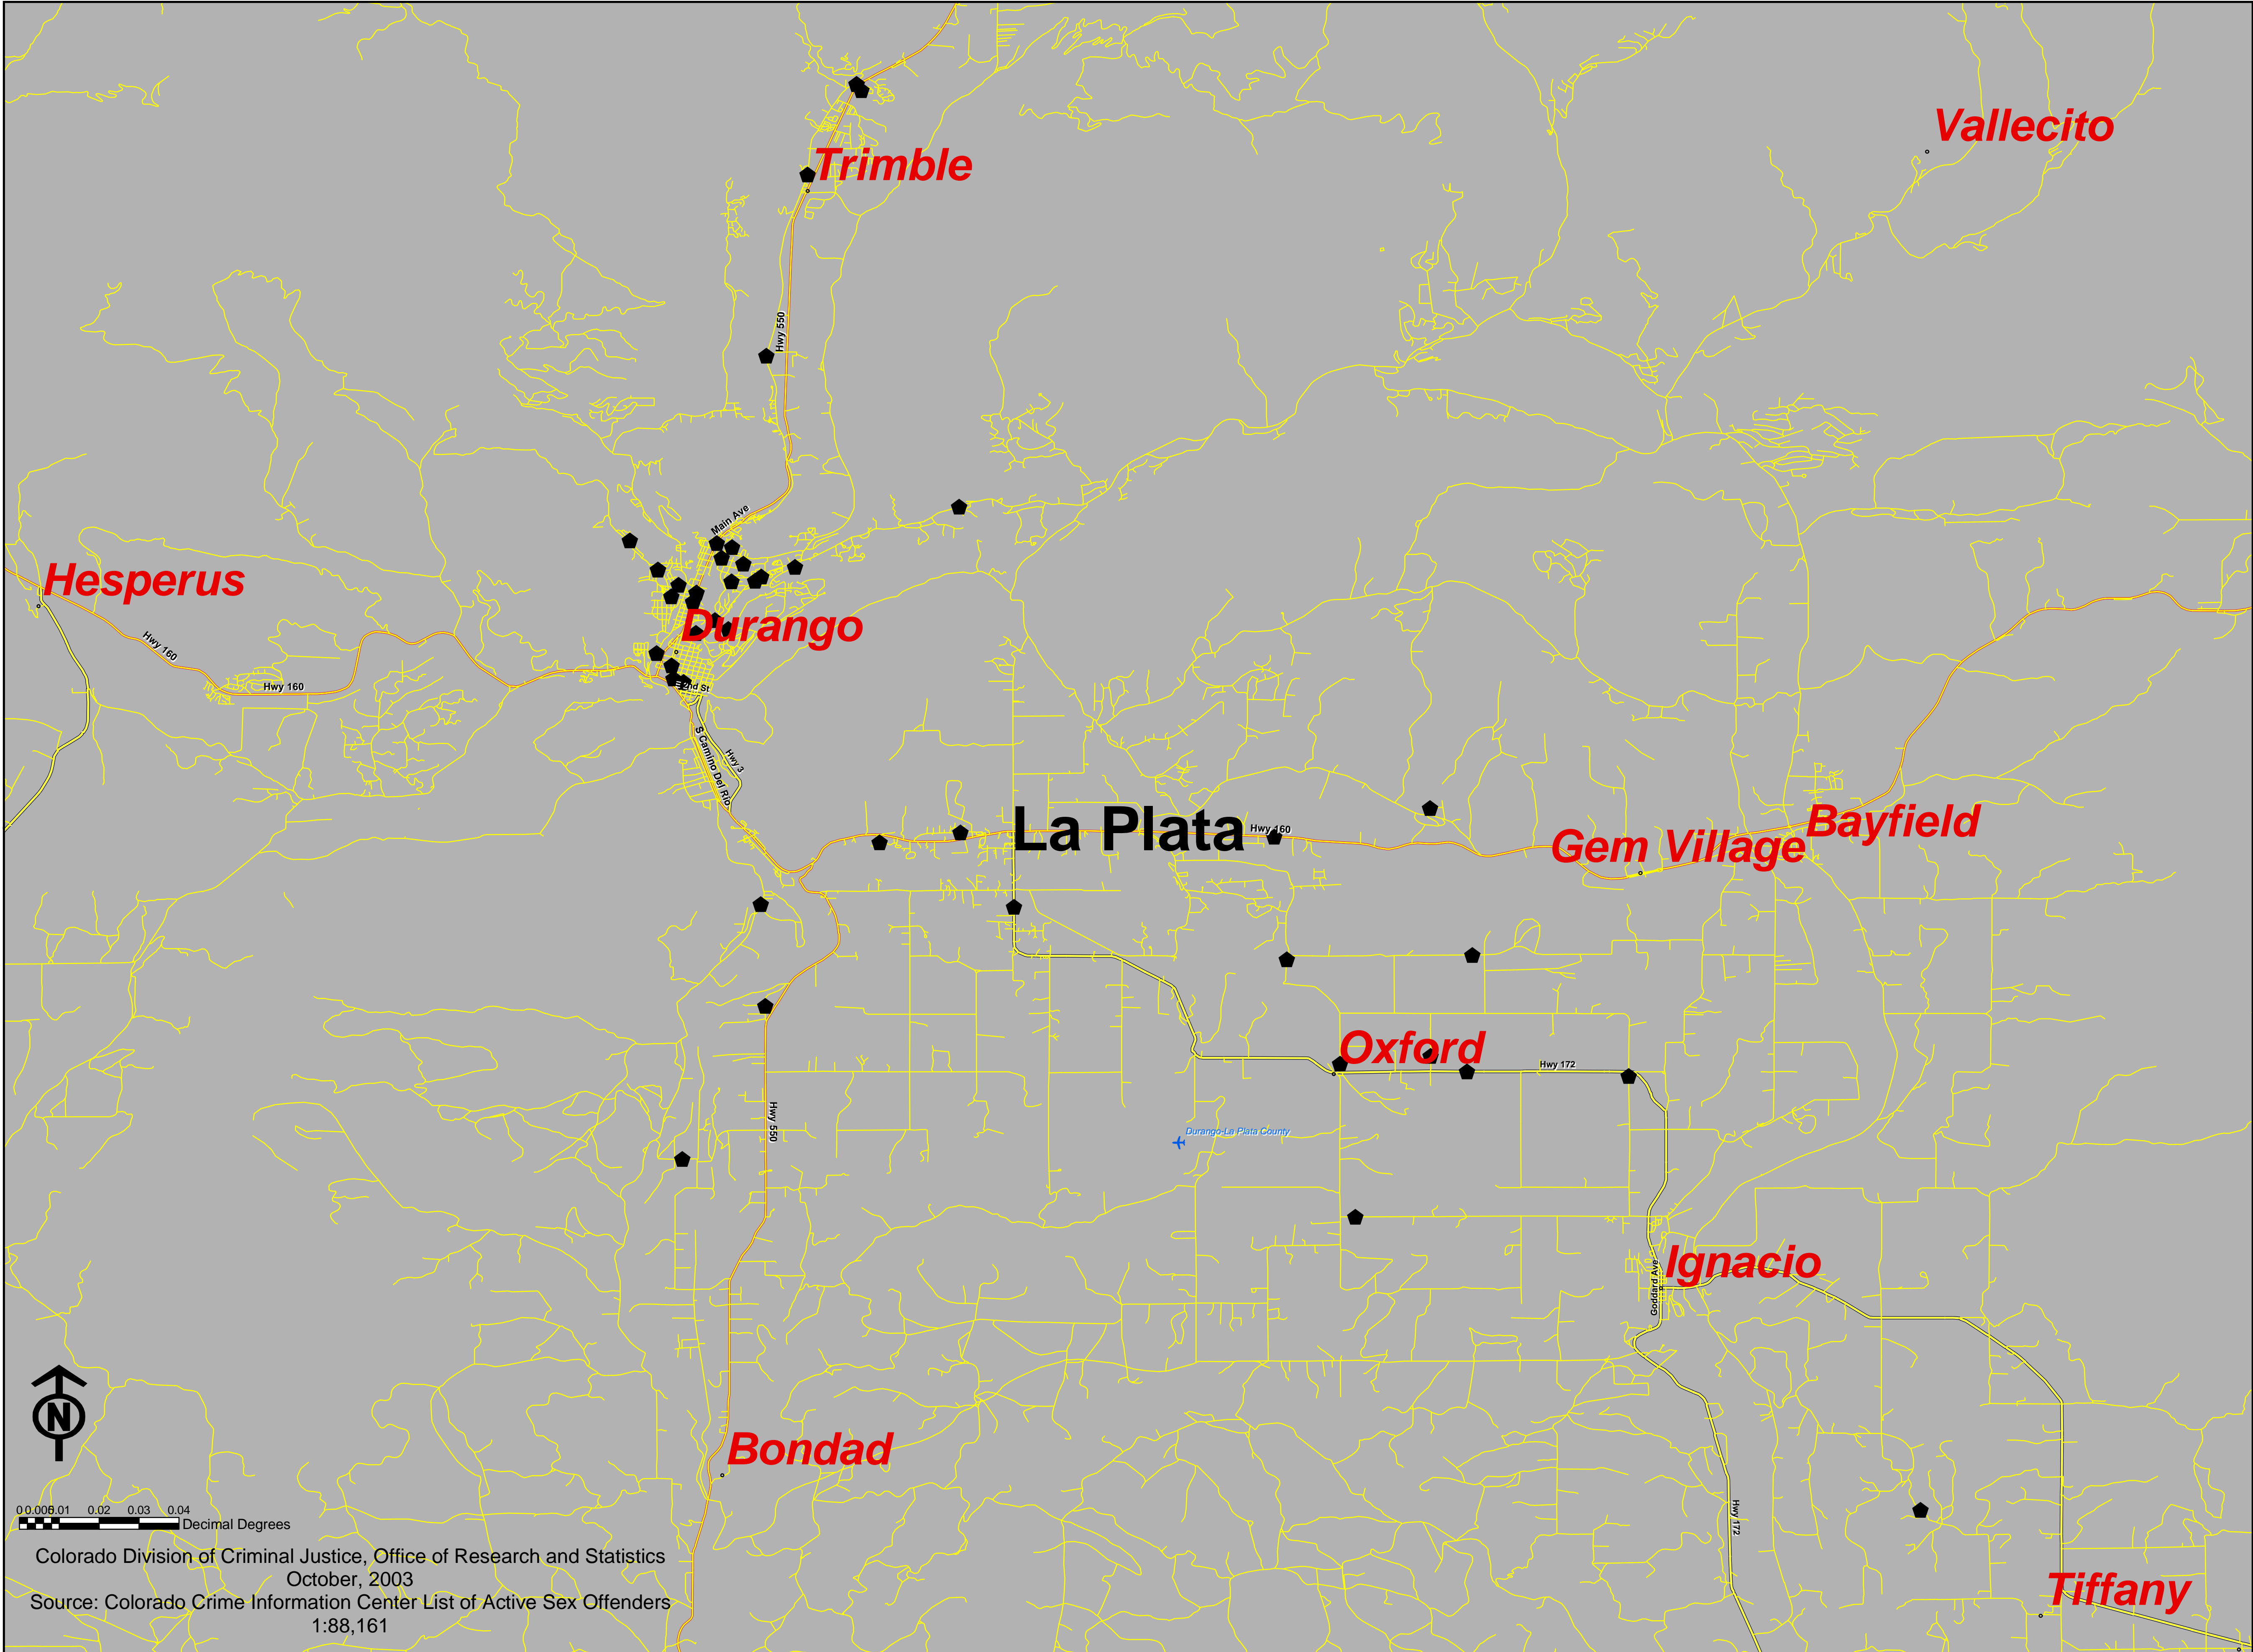 Vallecito
Trimble
Hwy 550
Main Ave
Hesperus
Durango
Hwy 160
Hwy 160
2nd St
S Camino Del Rio
Hwy 3
La Plata
Hwy 160
Gem Village
Bayfield
Oxford
Hwy 172
Hwy 550
Durango-La Plata County
Ignacio
Goddard Ave
N
Bondad
Hwy 172
0 0.005 0.01 0.02 0.03 0.04
Decimal Degrees
Colorado Division of Criminal Justice, Office of Research and Statistics
October, 2003
Source: Colorado Crime Information Center List of Active Sex Offenders
1:88,161
Tiffany